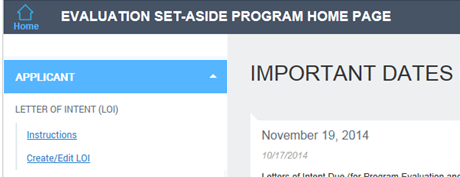 EVALUATION SET-ASIDE PROGRAM HOME PAGE
Home
APPLICANT
LETTER OF INTENT (LOI)
Instructions
Create/Edit LOI
IMPORTANT DATES
November 19, 2014
10/17/2014
Letters of Intent Due (for Program Evaluation and